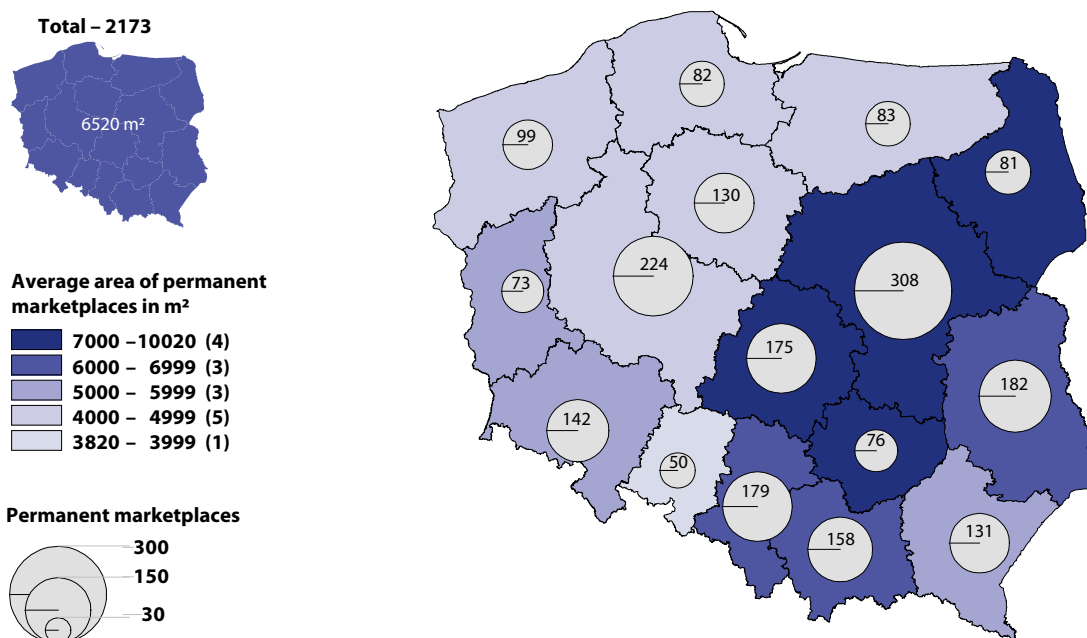 Total – 2173
6520 m²
Average area of permanent
marketplaces in m²
7000 – 10020 (4)
6000 – 6999 (3)
5000 – 5999 (3)
4000 – 4999 (5)
3820 – 3999 (1)
Permanent marketplaces
300
150
30
82
83
99
81
130
224
73
308
175
182
142
76
50
179
158
131